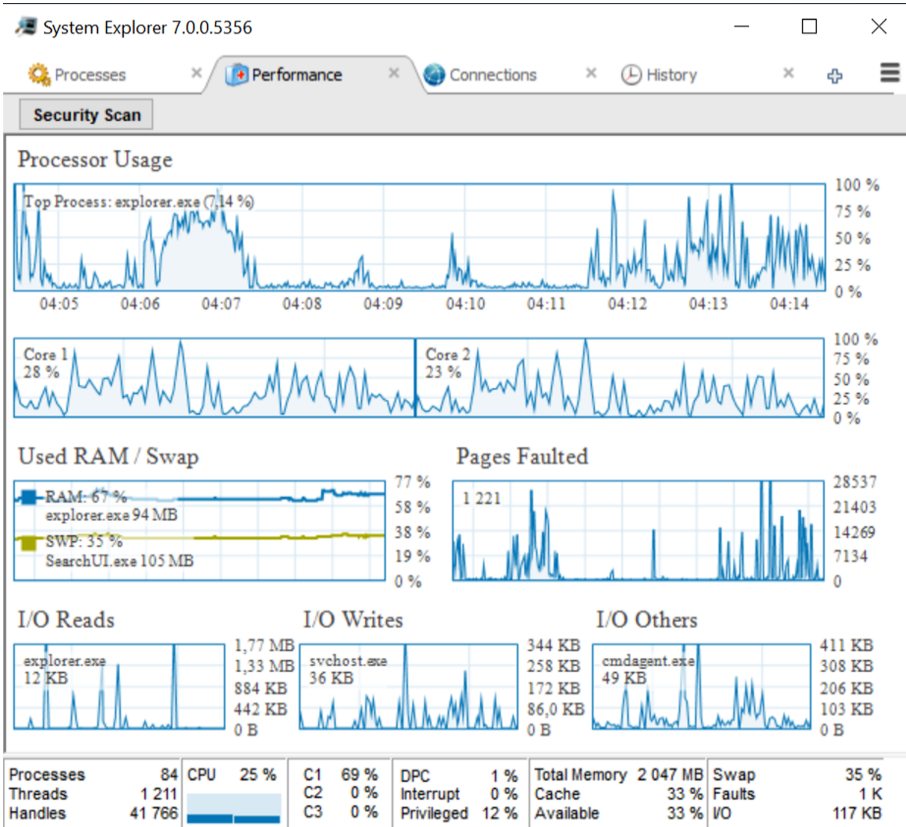 System Explorer 7.0.0.5356
Processes
Performance
Connections
History
Security Scan
Processor Usage
Top Process: explorer.exe (7,14 %)
100 %
75 %
50 %
25 %
0 %
04:05 04:06 04:07 04:08 04:09 04:10 04:11 04:12 04:13 04:14
Core 1
28 %
Core 2
23 %
100 %
75 %
50 %
25 %
0 %
Used RAM / Swap
RAM: 67 %
explorer.exe 94 MB
SWP: 35 %
SearchUI.exe 105 MB
77 %
58 %
38 %
19 %
0 %
Pages Faulted
1 221
28537
21403
14269
7134
0
I/O Reads
explorer.exe
12 KB
1,77 MB
1,33 MB
884 KB
442 KB
0 B
I/O Writes
svchost.exe
36 KB
344 KB
258 KB
172 KB
86,0 KB
0 B
I/O Others
cmdagent.exe
49 KB
411 KB
308 KB
206 KB
103 KB
0 B
Processes 84
Threads 1 211
Handles 41 766
CPU 25 %
C1 69 %
C2 0 %
C3 0 %
DPC 1 %
Interrupt 0 %
Privileged 12 %
Total Memory 2 047 MB
Cache 33 %
Available 33 %
Swap 35 %
Faults 1 K
I/O 117 KB